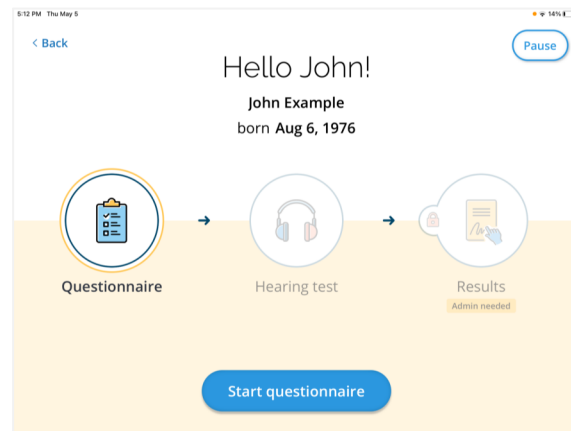 5:12 PM Thu May 5
14%
< Back
Pause
Hello John!
John Example
born Aug 6, 1976
Questionnaire
Hearing test
Results
Admin needed
Start questionnaire